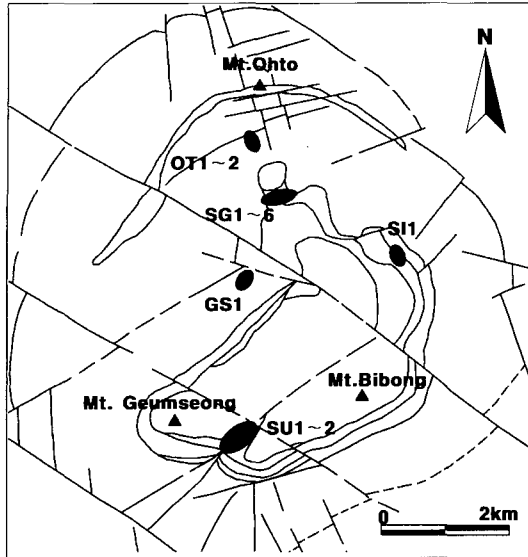 N
Mt.Ohto
OT1~2
SG1~6
SI1
GS1
Mt.Bibong
Mt. Geumseong
SU1~2
0 2km